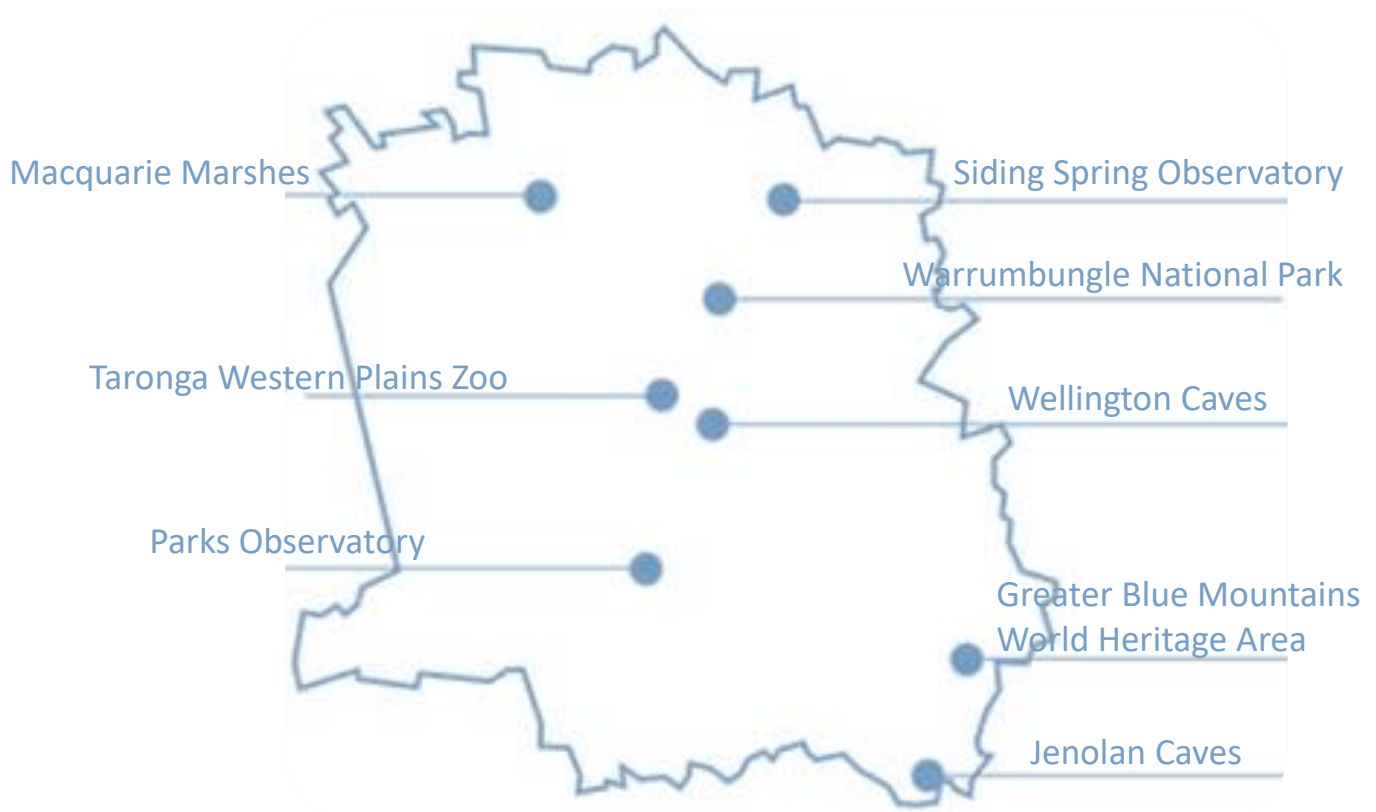 Macquarie Marshes
Siding Spring Observatory
Warrumbungle National Park
Taronga Western Plains Zoo
Wellington Caves
Parks Observatory
Greater Blue Mountains
World Heritage Area
Jenolan Caves